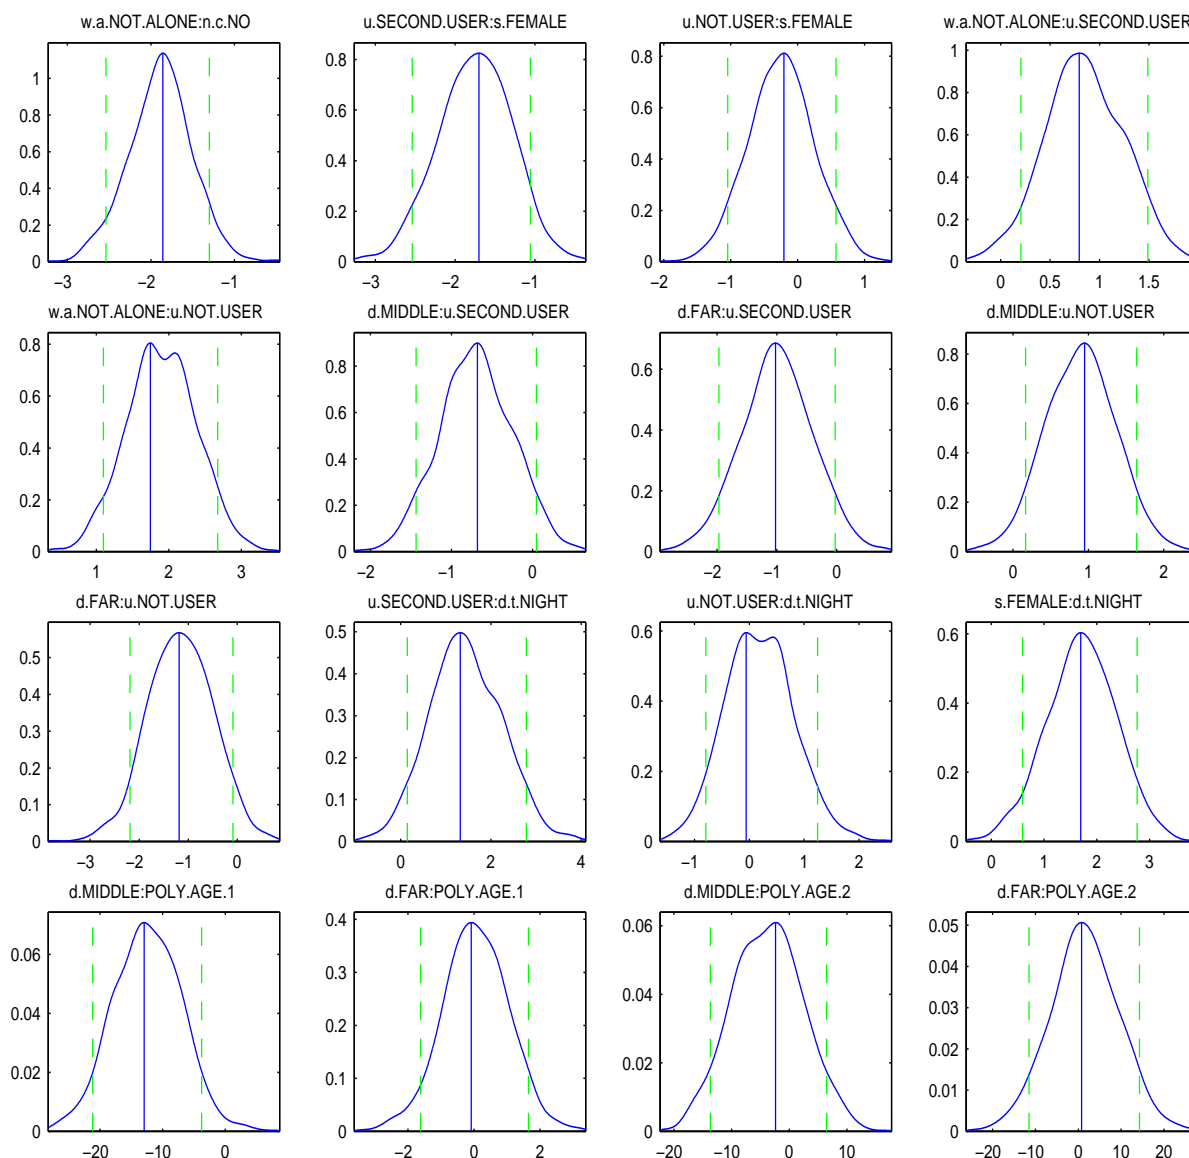 w.a.NOT.ALONE:n.c.NO
u.SECOND.USER:s.FEMALE
u.NOT.USER:s.FEMALE
w.a.NOT.ALONE:u.SECOND.USER
1
0.8
0.6
0.4
0.2
0
−3 −2 −1
0.8
0.6
0.4
0.2
0
−3 −2 −1
0.8
0.6
0.4
0.2
0
−2 −1 0 1
1
0.8
0.6
0.4
0.2
0
0 0.5 1 1.5
w.a.NOT.ALONE:u.NOT.USER
d.MIDDLE:u.SECOND.USER
d.FAR:u.SECOND.USER
d.MIDDLE:u.NOT.USER
0.8
0.6
0.4
0.2
0
1 2 3
0.8
0.6
0.4
0.2
0
−2 −1 0
0.6
0.4
0.2
0
−3 −2 −1 0
0.8
0.6
0.4
0.2
0
0 1 2
d.FAR:u.NOT.USER
u.SECOND.USER:d.t.NIGHT
u.NOT.USER:d.t.NIGHT
s.FEMALE:d.t.NIGHT
0.5
0.4
0.3
0.2
0.1
0
−3 −2 −1 0
0.5
0.4
0.3
0.2
0.1
0
0 2 4
0.6
0.4
0.2
0
−1 0 1 2
0.6
0.4
0.2
0
0 1 2 3
d.MIDDLE:POLY.AGE.1
d.FAR:POLY.AGE.1
d.MIDDLE:POLY.AGE.2
d.FAR:POLY.AGE.2
0.06
0.04
0.02
0
−20 −10 0
0.4
0.3
0.2
0.1
0
−2 0 2
0.06
0.04
0.02
0
−20 −10 0 10
0.05
0.04
0.03
0.02
0.01
0
−20 −10 0 10 20